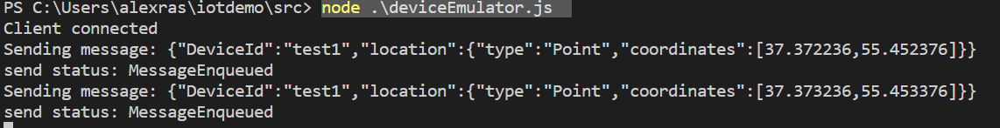 PS C:\Users\alexras\iotdemo\src> node .\deviceEmulator.js
Client connected
Sending message: {"DeviceId":"test1","location":{"type":"Point","coordinates":[37.372236,55.452376]}}
send status: MessageEnqueued
Sending message: {"DeviceId":"test1","location":{"type":"Point","coordinates":[37.373236,55.453376]}}
send status: MessageEnqueued